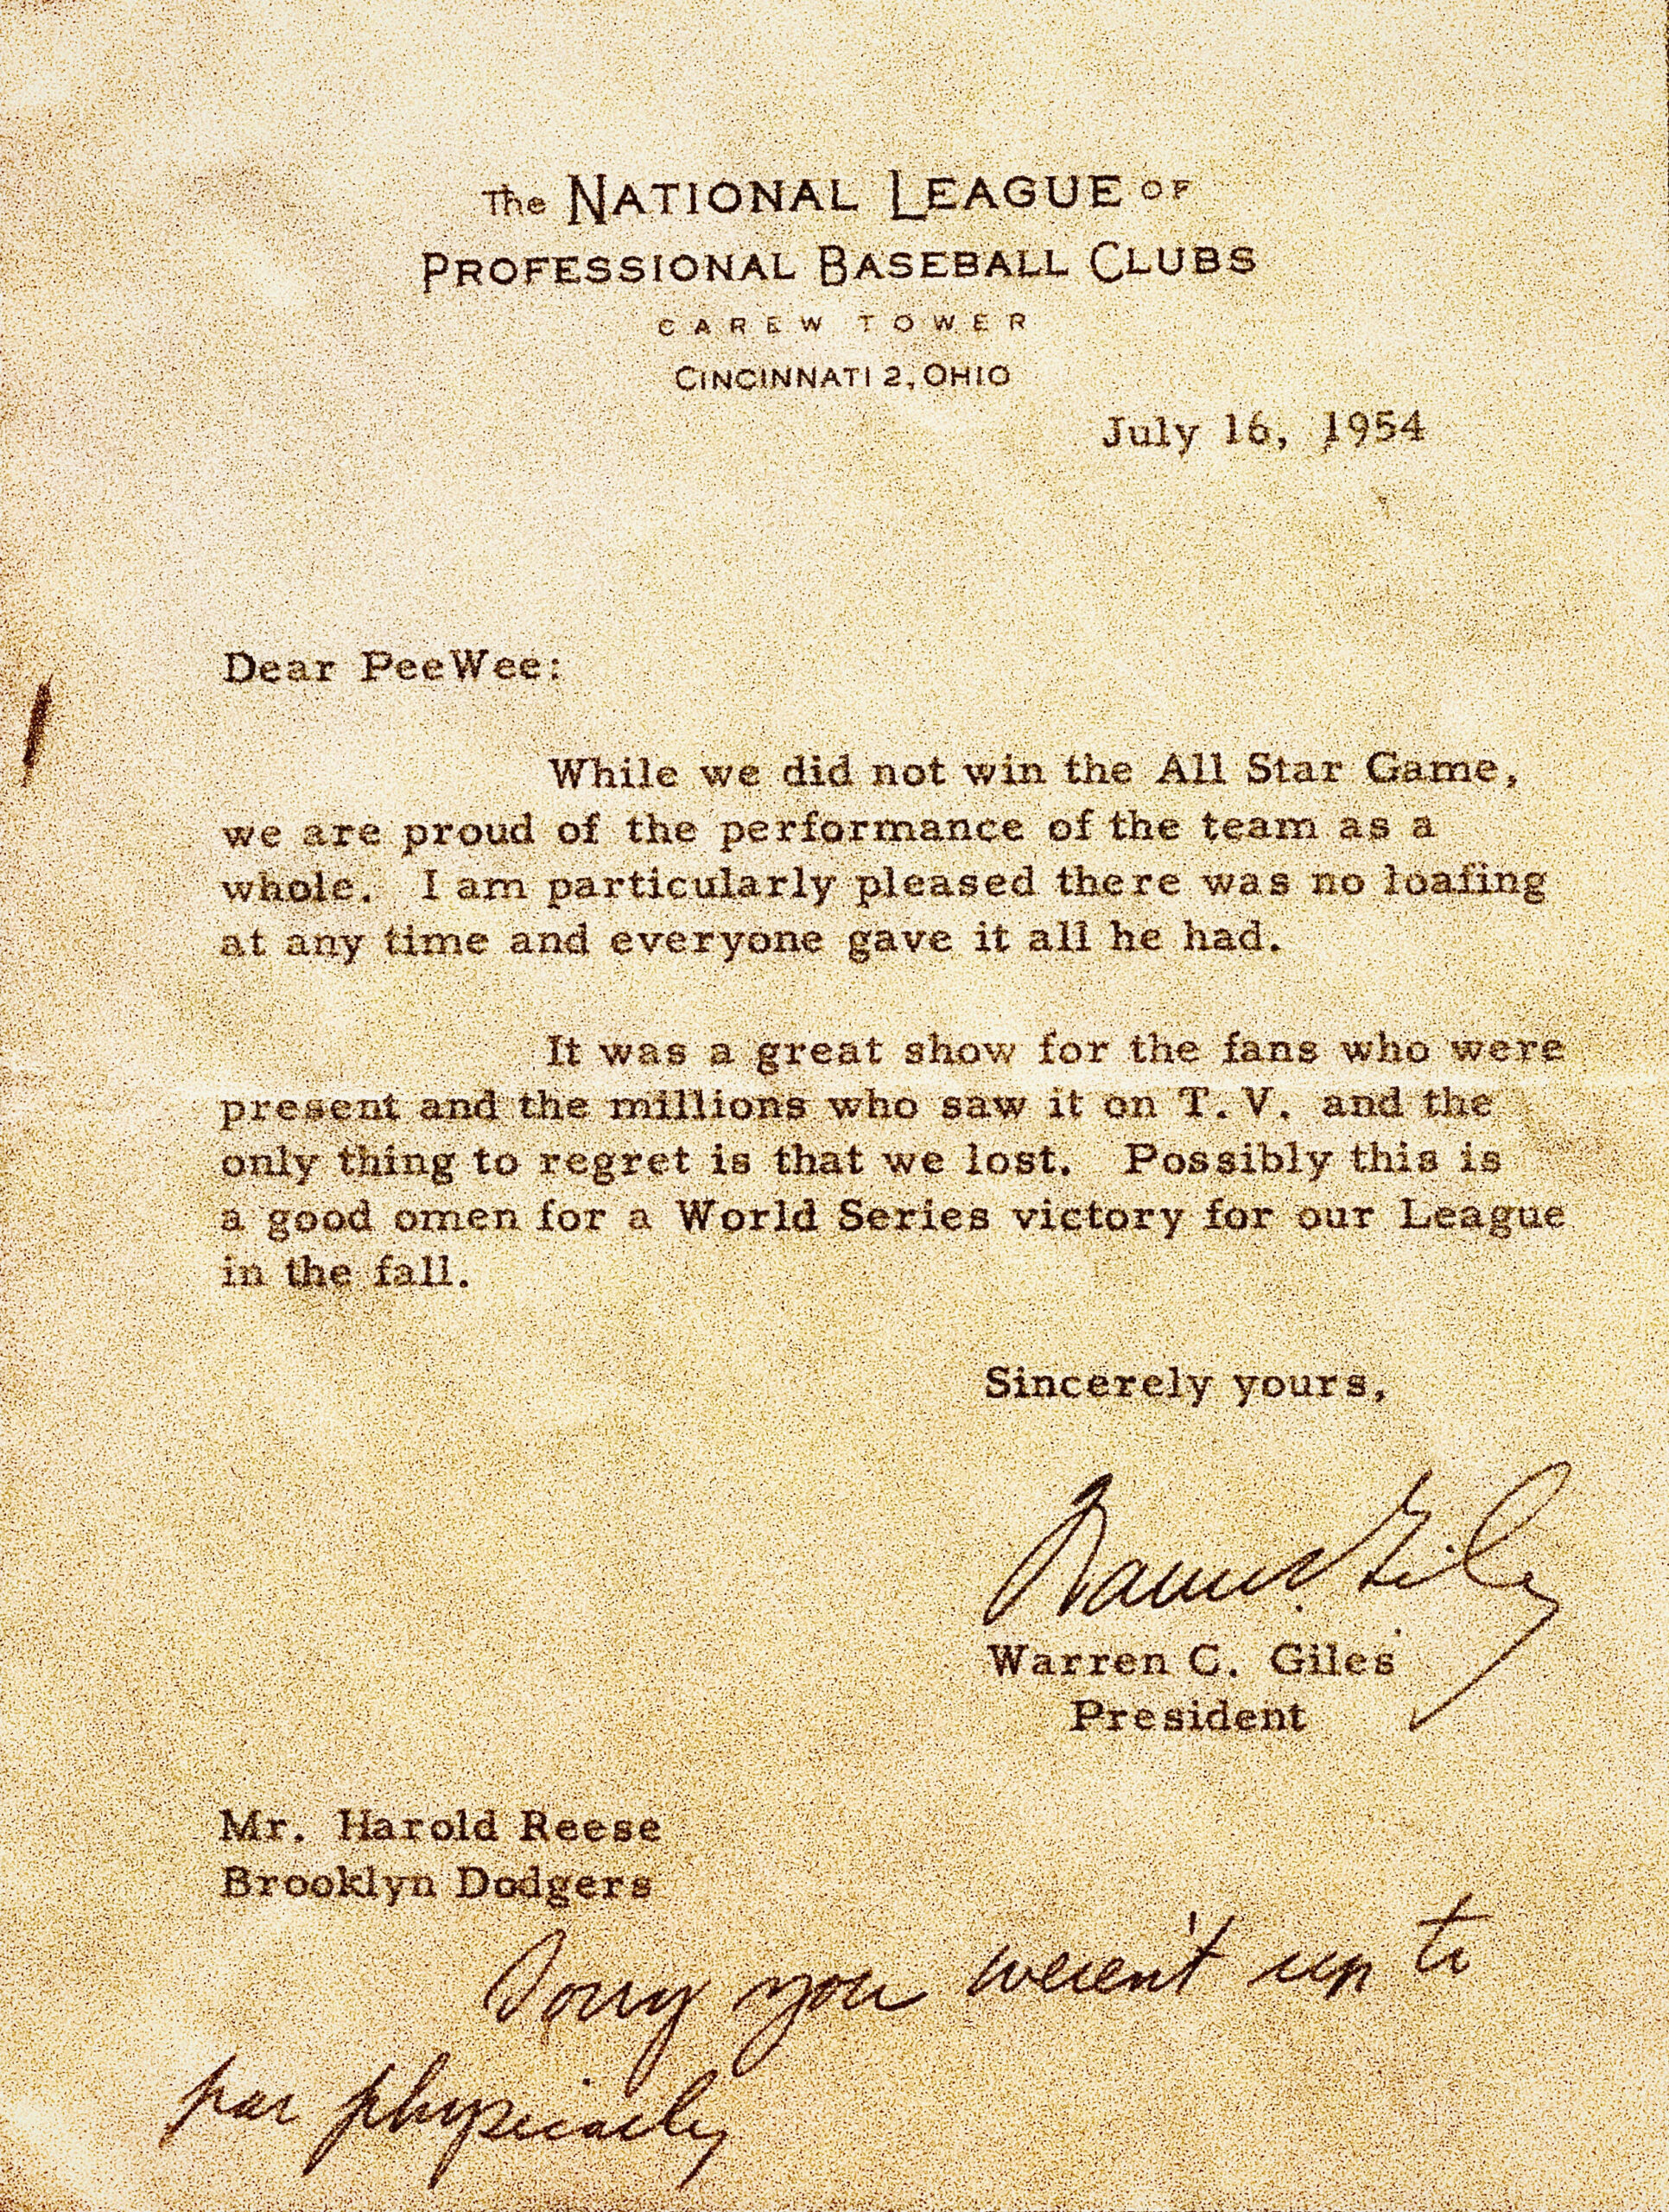 The NATIONAL LEAGUE OF
PROFESSIONAL BASEBALL CLUBS
CAREW TOWER
CINCINNATI 2, OHIO
July 16, 1954
Dear PeeWee:
While we did not win the All Star Game,
we are proud of the performance of the team as a
whole. I am particularly pleased there was no loafing
at any time and everyone gave it all he had.
It was a great show for the fans who were
present and the millions who saw it on T. V. and the
only thing to regret is that we lost. Possibly this is
a good omen for a World Series victory for our League
in the fall.
Sincerely yours,
Warren Giles
Warren C. Giles
President
Mr. Harold Reese
Brooklyn Dodgers
Sorry you weren't up to
par physically